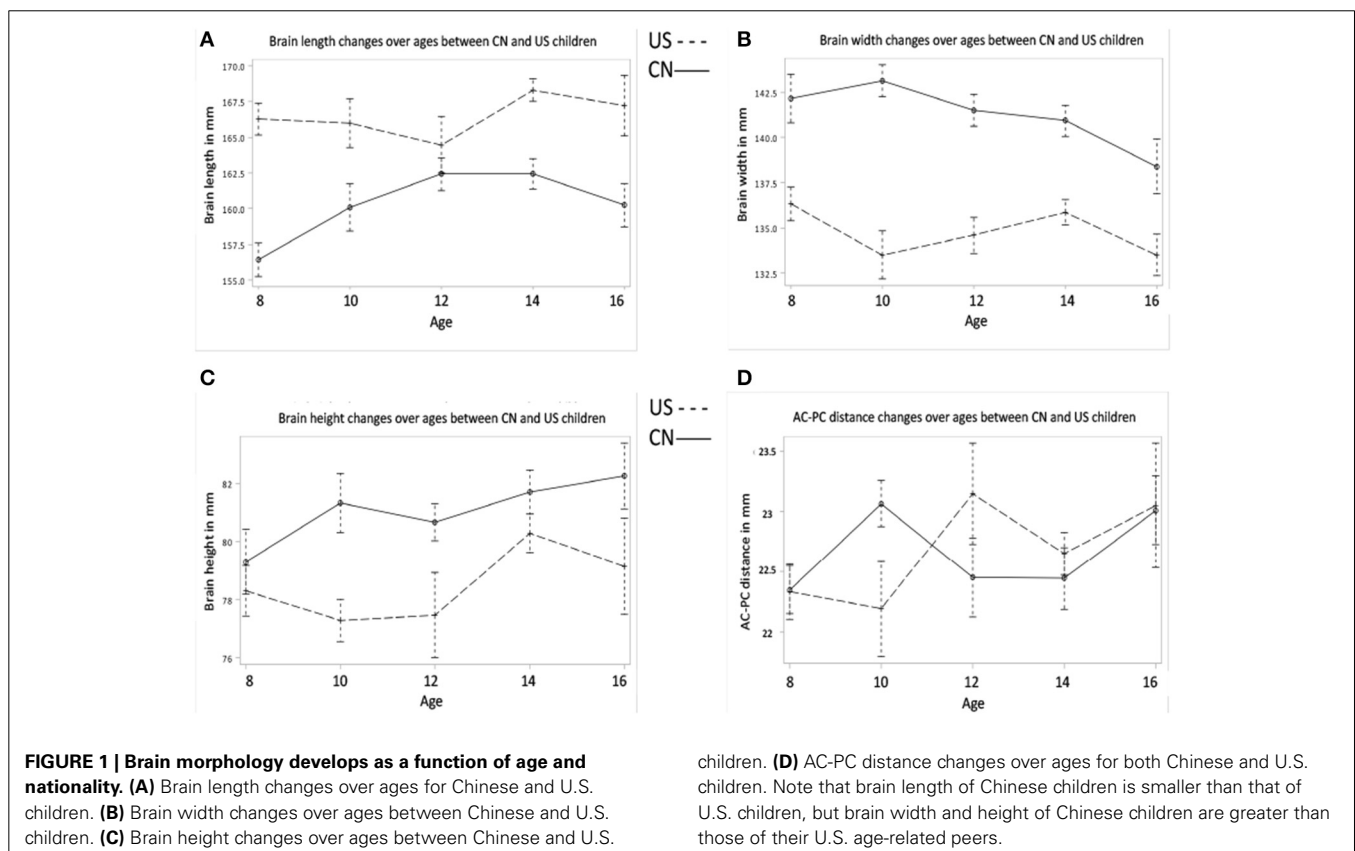 A
Brain length changes over ages between CN and US children
US - - -
CN—
170.0
167.5
165.0
162.5
160.0
157.5
155.0
Brain length in mm
8 10 12 14 16
Age
B
Brain width changes over ages between CN and US children
142.5
140.0
137.5
135.0
132.5
Brain width in mm
8 10 12 14 16
Age
C
Brain height changes over ages between CN and US children
US - - -
CN—
82
80
78
76
Brain height in mm
8 10 12 14 16
Age
D
AC-PC distance changes over ages between CN and US children
23.5
23
22.5
22
AC-PC distance in mm
8 10 12 14 16
Age
FIGURE 1 | Brain morphology develops as a function of age and
nationality. (A) Brain length changes over ages for Chinese and U.S.
children. (B) Brain width changes over ages between Chinese and U.S.
children. (C) Brain height changes over ages between Chinese and U.S.
children. (D) AC-PC distance changes over ages for both Chinese and U.S.
children. Note that brain length of Chinese children is smaller than that of
U.S. children, but brain width and height of Chinese children are greater than
those of their U.S. age-related peers.